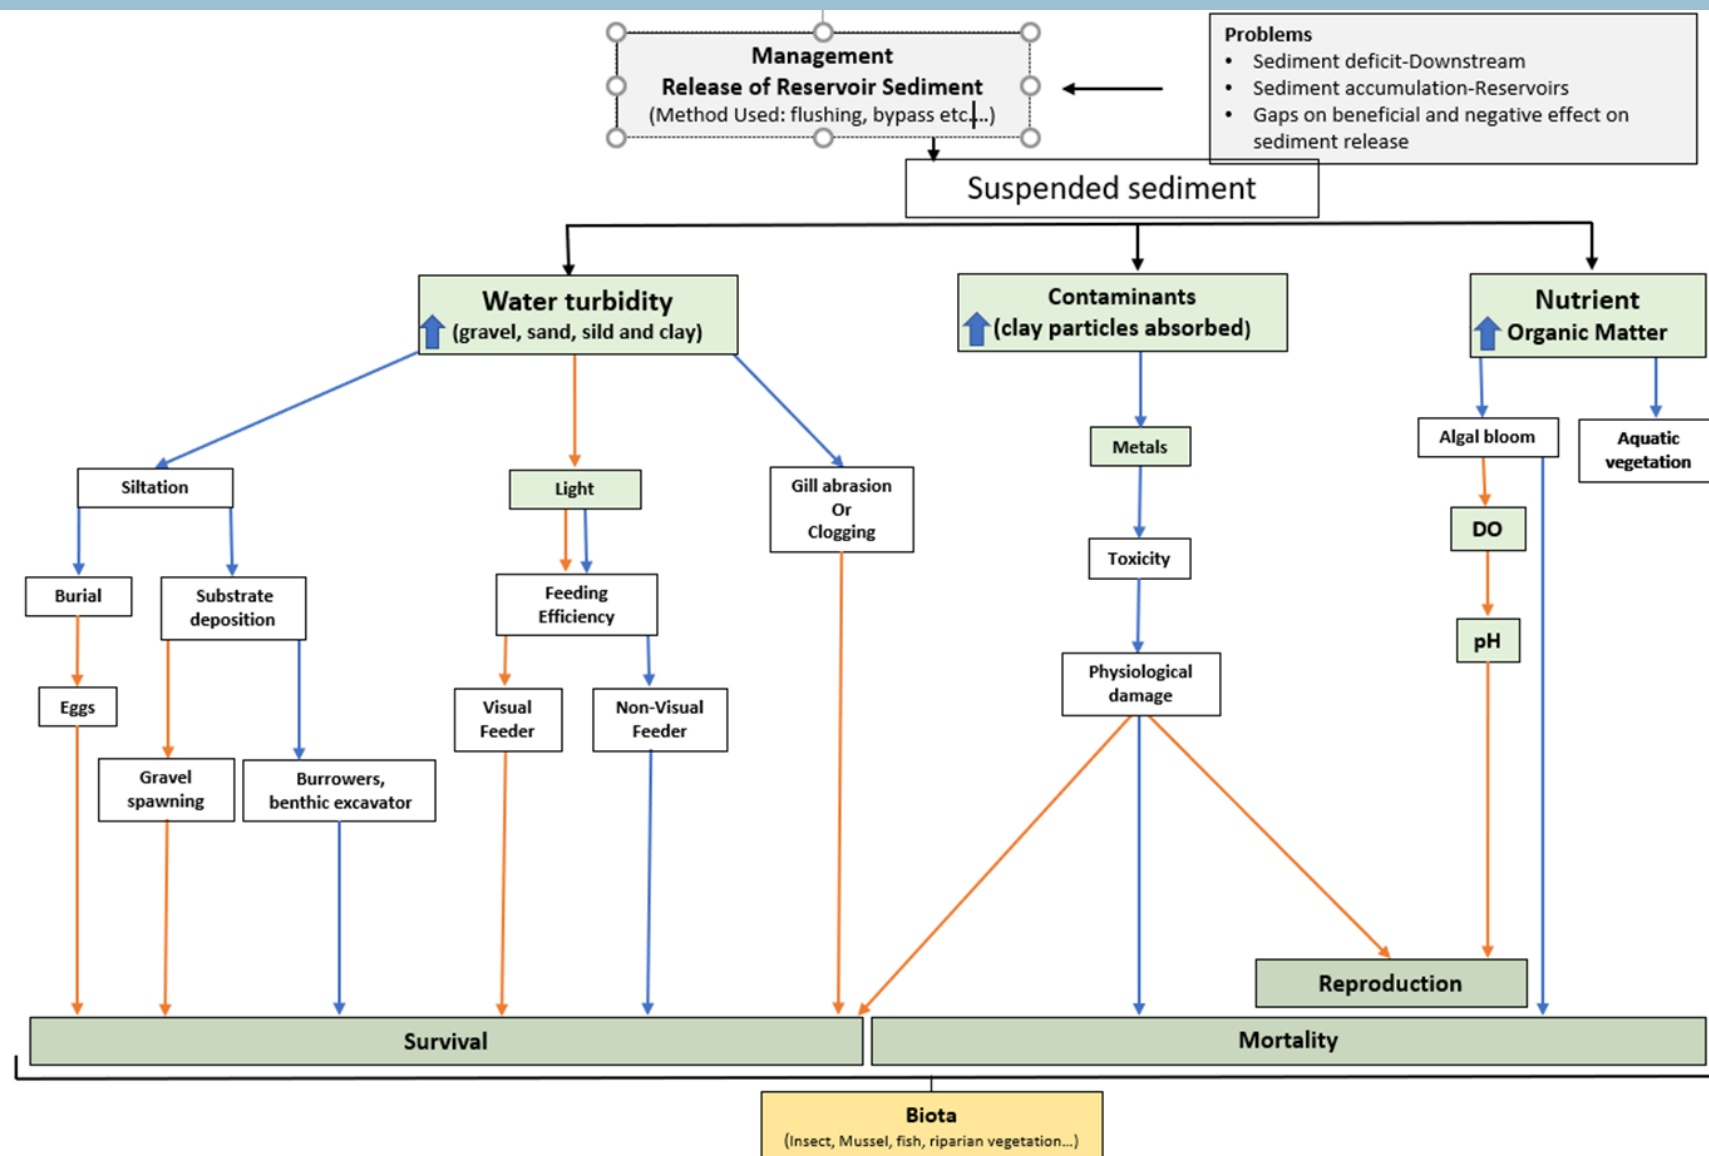 Management
Release of Reservoir Sediment
(Method Used: flushing, bypass etc....)
Problems
• Sediment deficit-Downstream
• Sediment accumulation-Reservoirs
• Gaps on beneficial and negative effect on
sediment release
Suspended sediment
Water turbidity
(gravel, sand, sild and clay)
Contaminants
(clay particles absorbed)
Nutrient
Organic Matter
Siltation
Light
Gill abrasion
Or
Clogging
Metals
Algal bloom
Aquatic
vegetation
Burial
Substrate
deposition
Feeding
Efficiency
Toxicity
DO
pH
Eggs
Visual
Feeder
Non-Visual
Feeder
Physiological
damage
Gravel
spawning
Burrowers,
benthic excavator
Reproduction
Survival
Mortality
Biota
(Insect, Mussel, fish, riparian vegetation...)